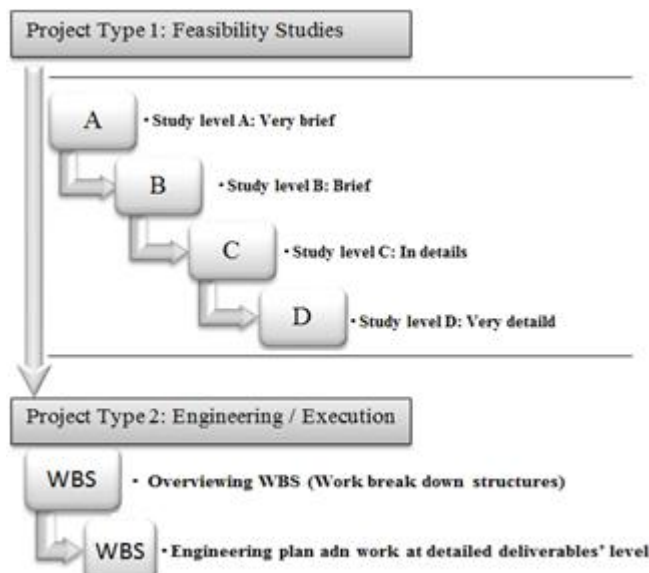 Project Type 1: Feasibility Studies
A
• Study level A: Very brief
B
• Study level B: Brief
C
• Study level C: In details
D
• Study level D: Very detaild
Project Type 2: Engineering / Execution
WBS
• Overviewing WBS (Work break down structures)
WBS
• Engineering plan adn work at detailed deliverables' level